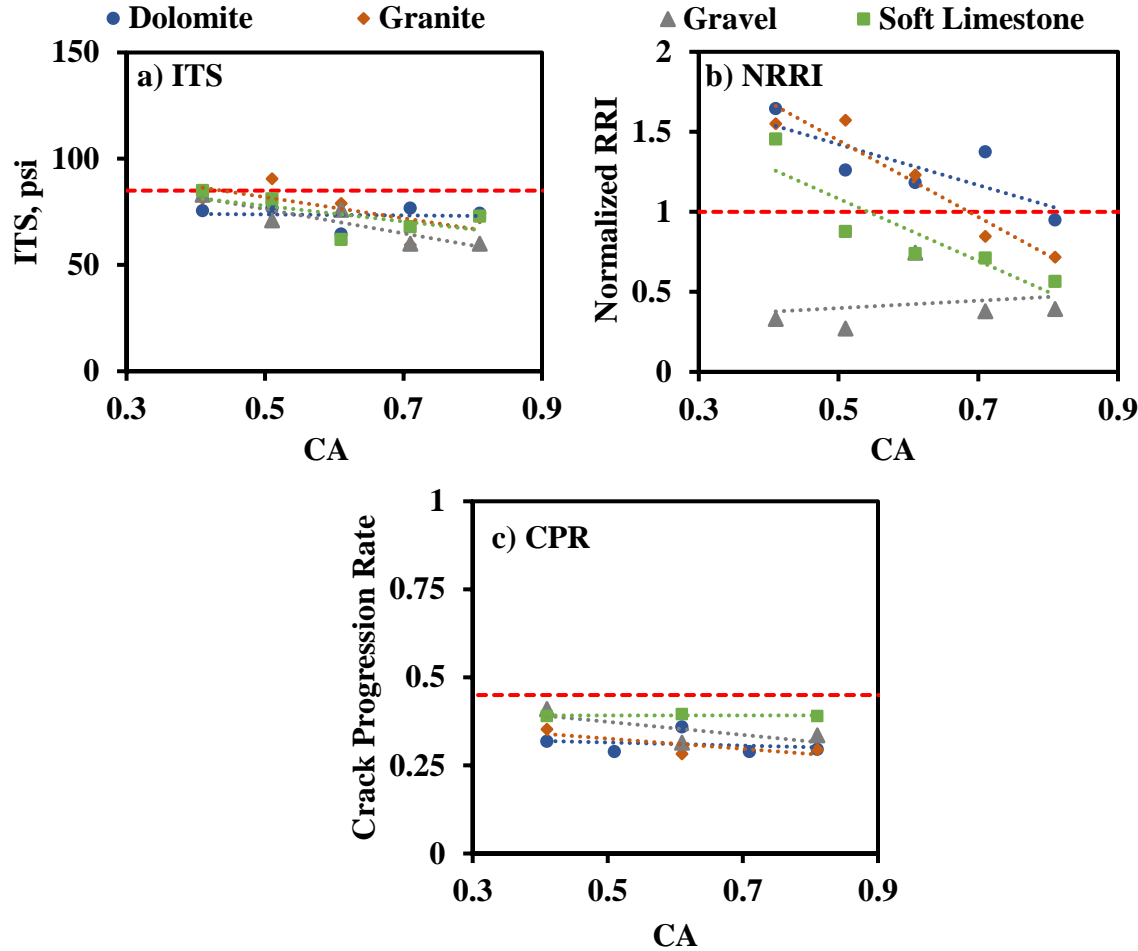 Dolomite Granite Gravel Soft Limestone
a) ITS
150
100
50
0
ITS, psi
0.3 0.5 0.7 0.9
CA
b) NRRI
2
1.5
1
0.5
0
Normalized RRI
0.3 0.5 0.7 0.9
CA
c) CPR
1
0.75
0.5
0.25
0
Crack Progression Rate
0.3 0.5 0.7 0.9
CA